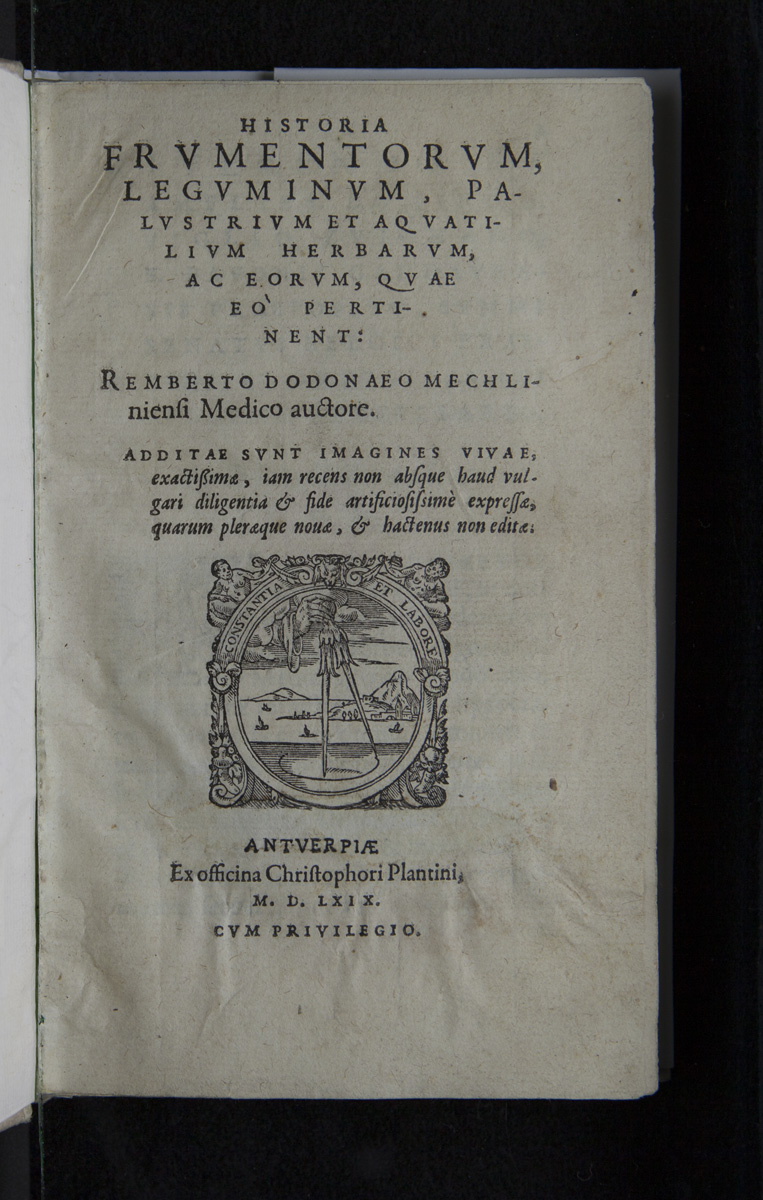 HISTORIA
FRVMENTORVM,
LEGVMINVM, PA-
LVSTRIVM ET AQVATI-
LIVM HERBARVM,
AC EORVM, QVAE
EÒ PERTI-
NENT:
REMBERTO DODONAEO MECHLI-
nienſi Medico auctore.
ADDITAE SVNT IMAGINES VIVAE,
exactißimæ, iam recens non abſque haud vul-
gari diligentia & fide artificioſiſsimè expreſſæ,
quarum pleræque nouæ, & hactenus non editæ.
CONSTANTIA ET LABORE
ANTVERPIÆ
Ex officina Chriſtophori Plantini,
M. D. LXIX.
CVM PRIVILEGIO.